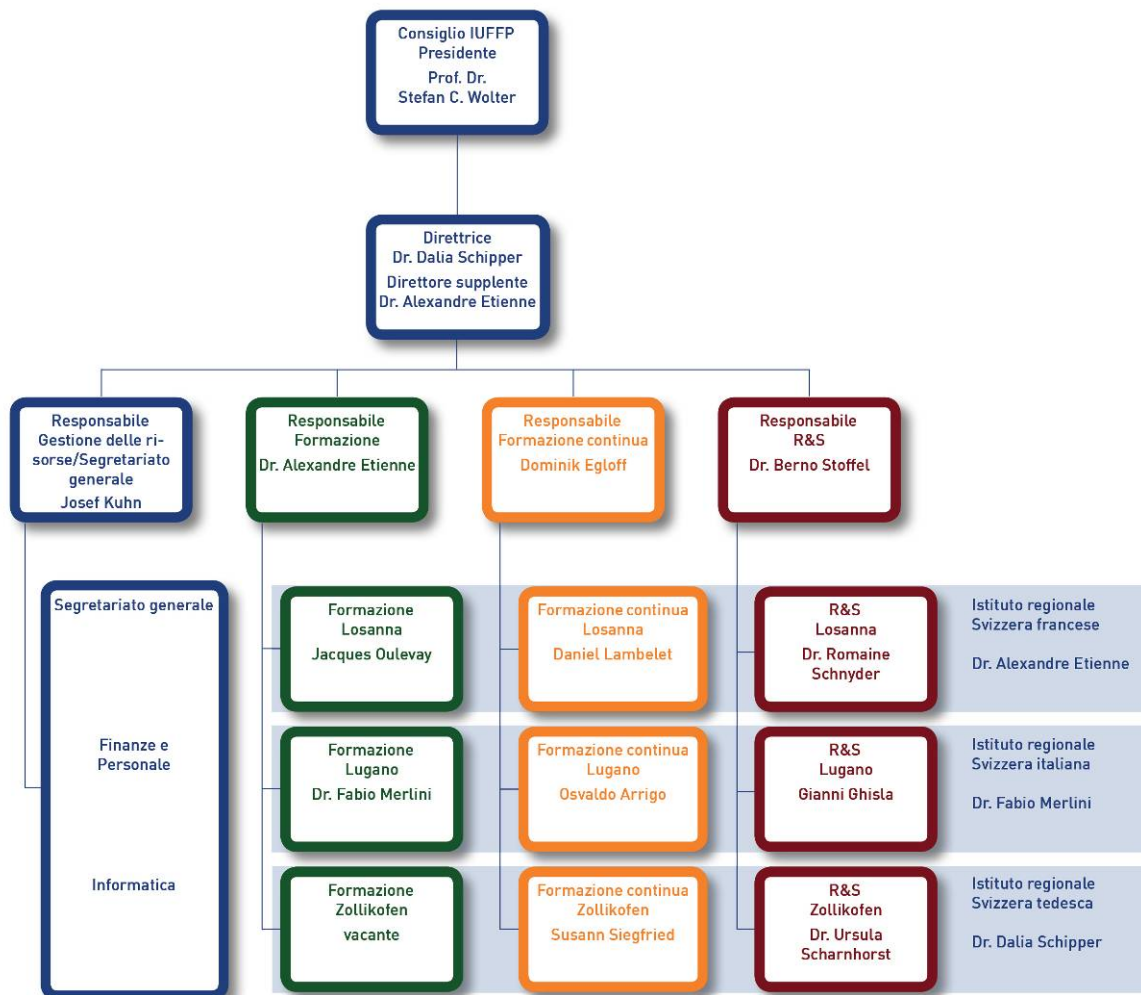 Consiglio IUFFP
Presidente
Prof. Dr.
Stefan C. Wolter
Direttrice
Dr. Dalia Schipper
Direttore supplente
Dr. Alexandre Etienne
Responsabile
Gestione delle ri-
sorse/Segretariato
generale
Josef Kuhn
Responsabile
Formazione
Dr. Alexandre Etienne
Responsabile
Formazione continua
Dominik Egloff
Responsabile
R&S
Dr. Berno Stoffel
Segretariato generale
Finanze e
Personale
Informatica
Formazione
Losanna
Jacques Oulevay
Formazione continua
Losanna
Daniel Lambelet
R&S
Losanna
Dr. Romaine
Schnyder
Istituto regionale
Svizzera francese
Dr. Alexandre Etienne
Formazione
Lugano
Dr. Fabio Merlini
Formazione continua
Lugano
Osvaldo Arrigo
R&S
Lugano
Gianni Ghisla
Istituto regionale
Svizzera italiana
Dr. Fabio Merlini
Formazione
Zollikofen
vacante
Formazione continua
Zollikofen
Susann Siegfried
R&S
Zollikofen
Dr. Ursula
Scharnhorst
Istituto regionale
Svizzera tedesca
Dr. Dalia Schipper